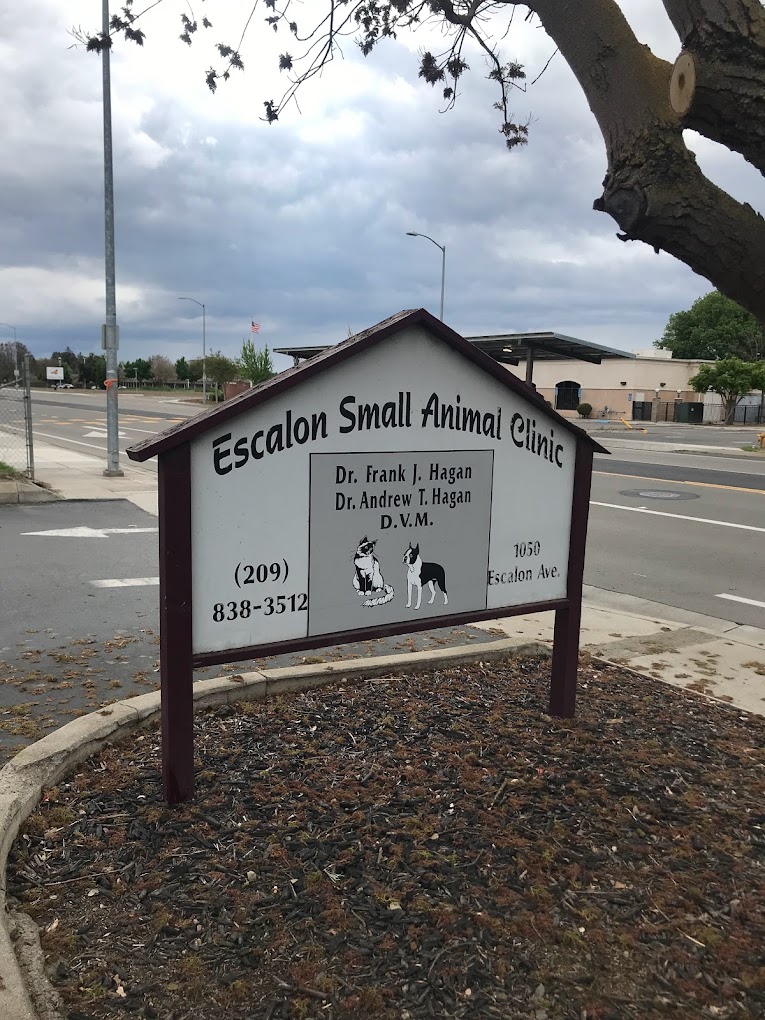 Escalon Small Animal Clinic
Dr. Frank J. Hagan
Dr. Andrew T. Hagan
D.V.M.
(209)
838-3512
1050
Escalon Ave.